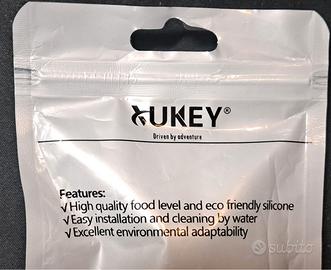 AUKEY®
Driven by adventure
Features:
√High quality food level and eco friendly silicone
√Easy installation and cleaning by water
√Excellent environmental adaptability
subito